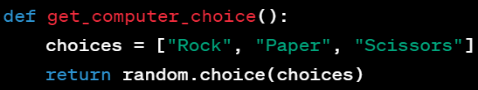 def get_computer_choice():
    choices = ["Rock", "Paper", "Scissors"]
    return random.choice(choices)